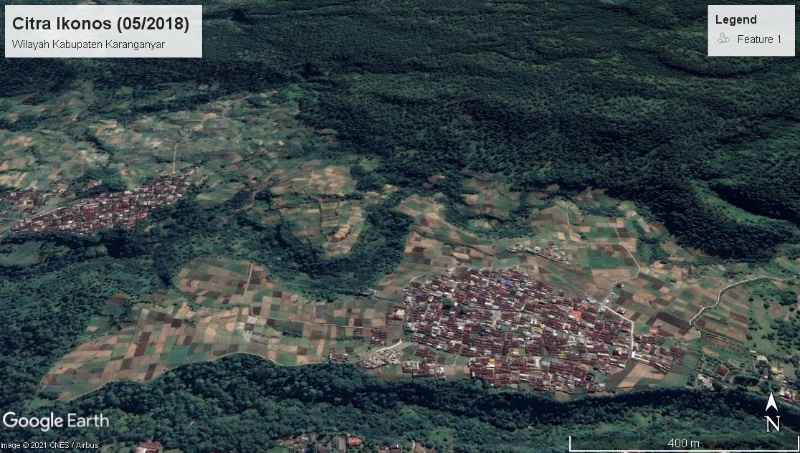 Citra Ikonos (05/2018)
Wilayah Kabupaten Karanganyar
Legend
Feature 1
Google Earth
Image © 2021 CNES / Airbus
400 m
N